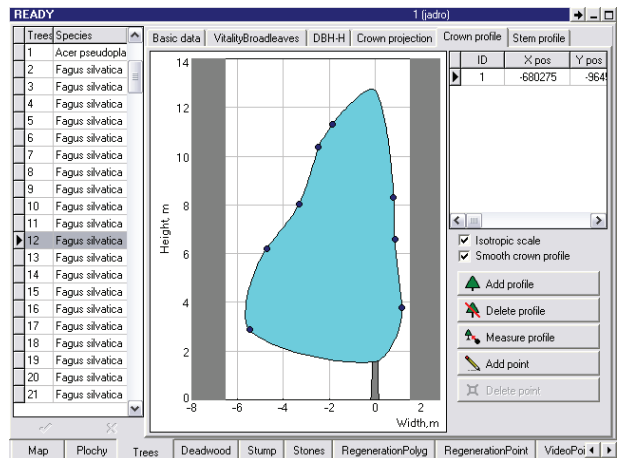 READY 1 (jadro)
Trees Species
1 Acer pseudopla
2 Fagus silvatica
3 Fagus silvatica
4 Fagus silvatica
5 Fagus silvatica
6 Fagus silvatica
7 Fagus silvatica
8 Fagus silvatica
9 Fagus silvatica
10 Fagus silvatica
11 Fagus silvatica
12 Fagus silvatica
13 Fagus silvatica
14 Fagus silvatica
15 Fagus silvatica
16 Fagus silvatica
17 Fagus silvatica
18 Fagus silvatica
19 Fagus silvatica
20 Fagus silvatica
21 Fagus silvatica
Basic data VitalityBroadleaves DBH-H Crown projection Crown profile Stem profile
14
12
10
8
6
4
2
0
Height, m
-8 -6 -4 -2 0 2
Width,m
ID X pos Y pos
1 -680275 -9645
Isotropic scale
Smooth crown profile
Add profile
Delete profile
Measure profile
Add point
Delete point
Map Plochy Trees Deadwood Stump Stones RegenerationPolyg RegenerationPoint VideoPoi